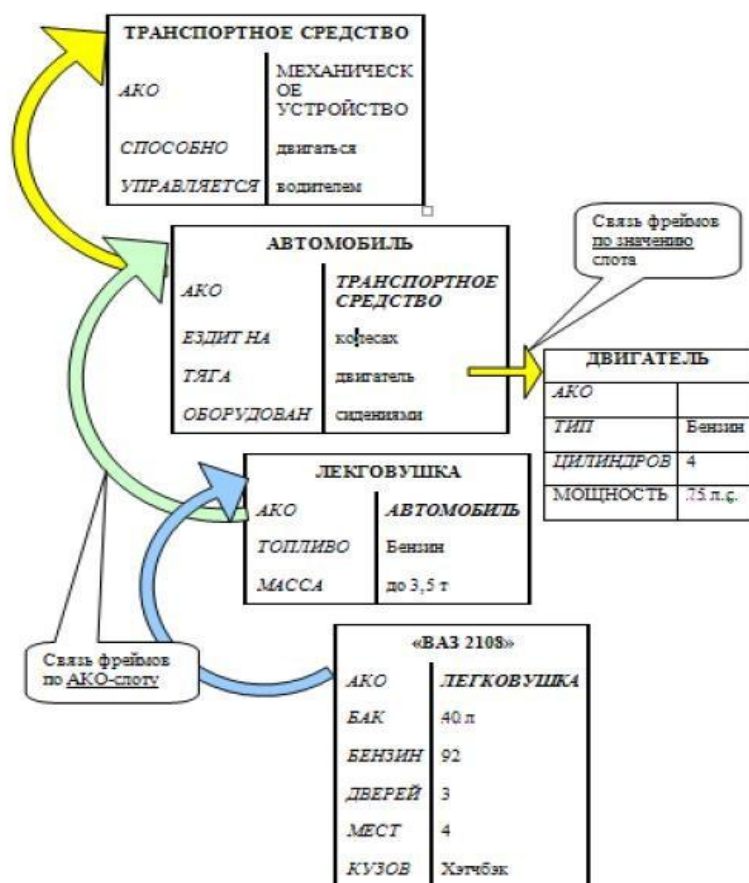 ТРАНСПОРТНОЕ СРЕДСТВО
АКО МЕХАНИЧЕСК
ОЕ
УСТРОЙСТВО
СПОСОБНО двигаться
УПРАВЛЯЕТСЯ водителем
АВТОМОБИЛЬ
АКО ТРАНСПОРТНОЕ
СРЕДСТВО
ЕЗДИТ НА колесах
ТЯГА двигатель
ОБОРУДОВАН сидениями
Связь фреймов
по значению
слота
ДВИГАТЕЛЬ
АКО
ТИП Бензин
ЦИЛИНДРОВ 4
МОЩНОСТЬ 75 л.с.
ЛЕКГОВУШКА
АКО АВТОМОБИЛЬ
ТОПЛИВО Бензин
МАССА до 3,5 т
Связь фреймов
по АКО-слоту
«ВАЗ 2108»
АКО ЛЕГКОВУШКА
БАК 40 л
БЕНЗИН 92
ДВЕРЕЙ 3
МЕСТ 4
КУЗОВ Хэтчбэк